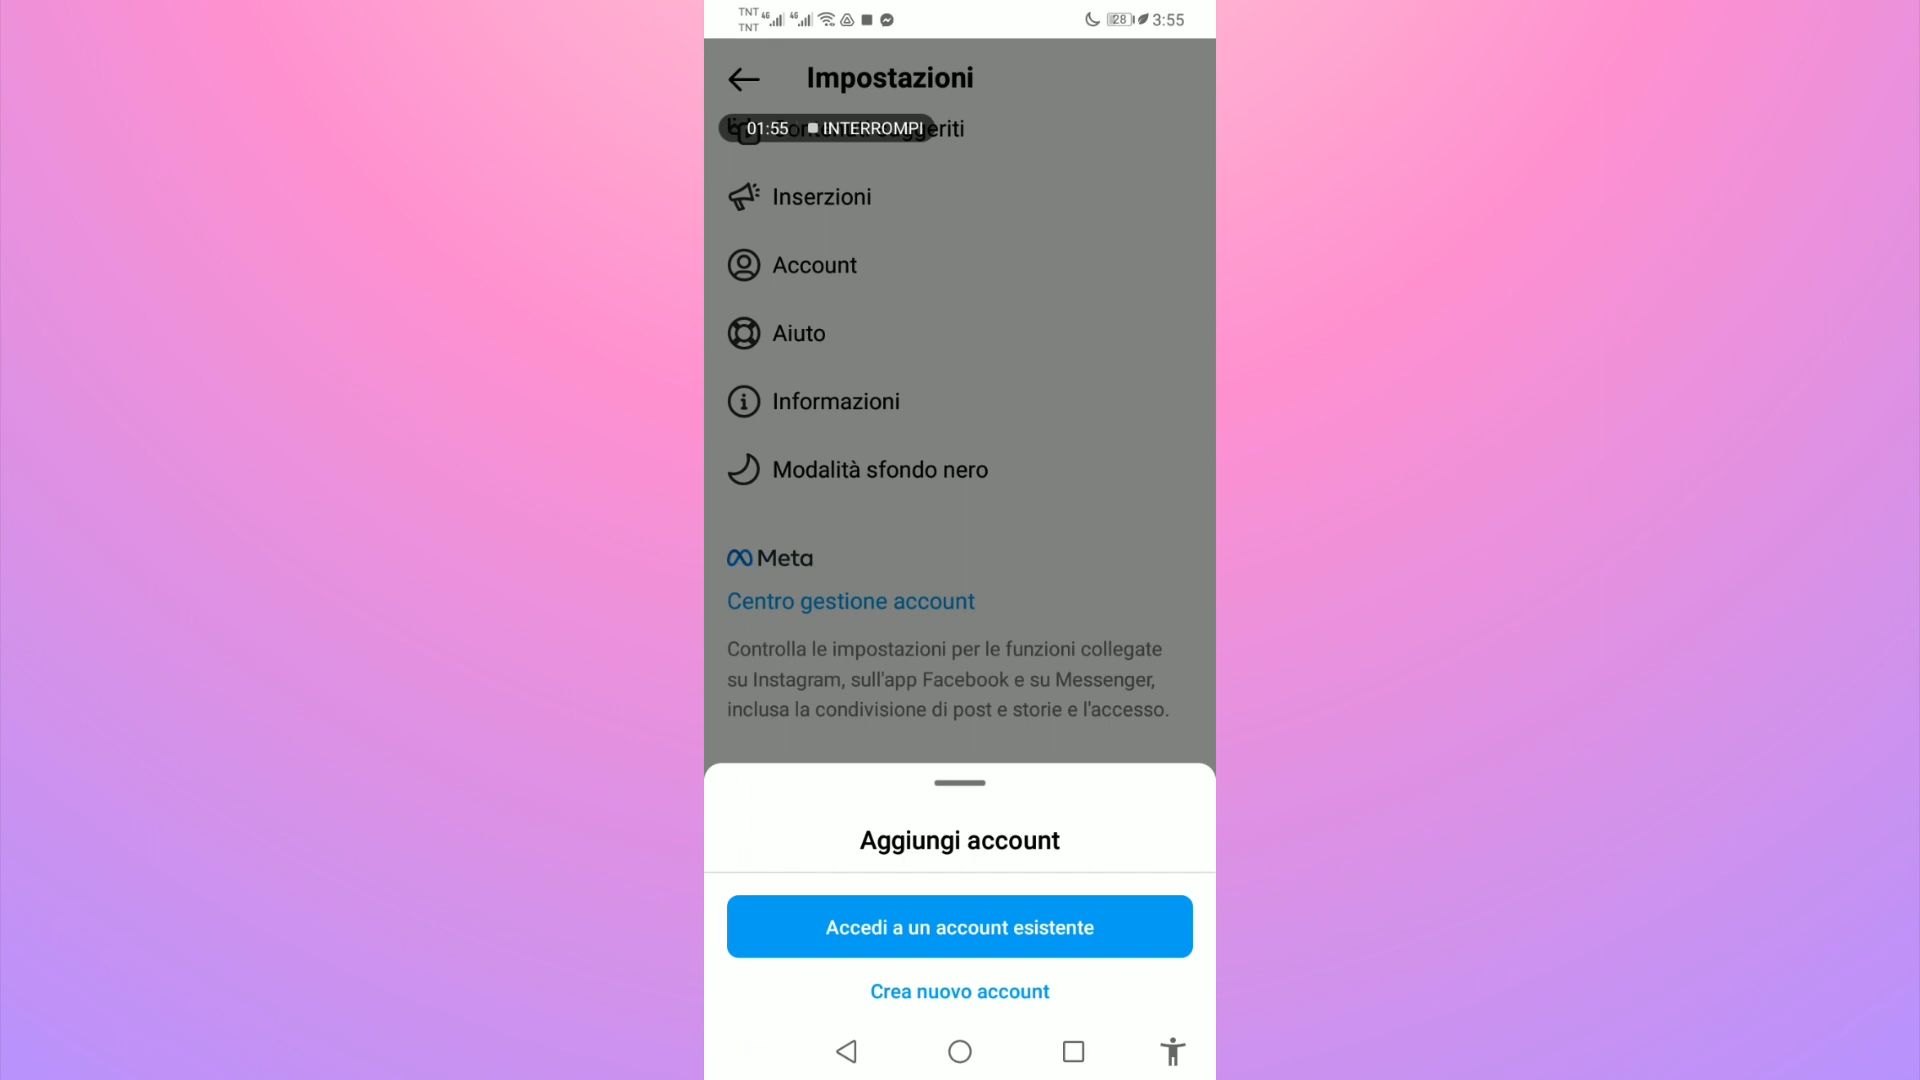 TNT 4G 4G 28 3:55
TNT
Impostazioni
01:55 INTERROMPI
Inserzioni
Account
Aiuto
Informazioni
Modalità sfondo nero
Meta
Centro gestione account
Controlla le impostazioni per le funzioni collegate
su Instagram, sull'app Facebook e su Messenger,
inclusa la condivisione di post e storie e l'accesso.
Aggiungi account
Accedi a un account esistente
Crea nuovo account